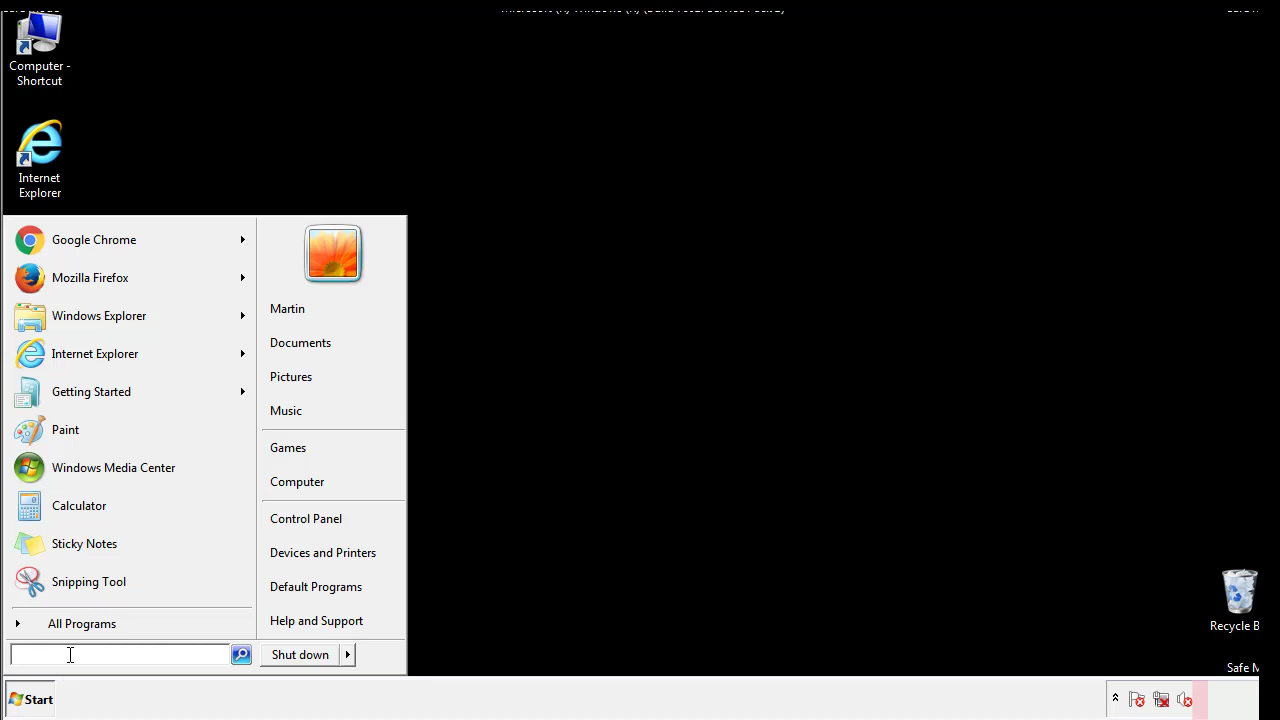 Computer -
Shortcut
Internet
Explorer
Google Chrome
Mozilla Firefox
Windows Explorer
Internet Explorer
Getting Started
Paint
Windows Media Center
Calculator
Sticky Notes
Snipping Tool
All Programs
Martin
Documents
Pictures
Music
Games
Computer
Control Panel
Devices and Printers
Default Programs
Help and Support
Shut down
Recycle B
Safe M
Start